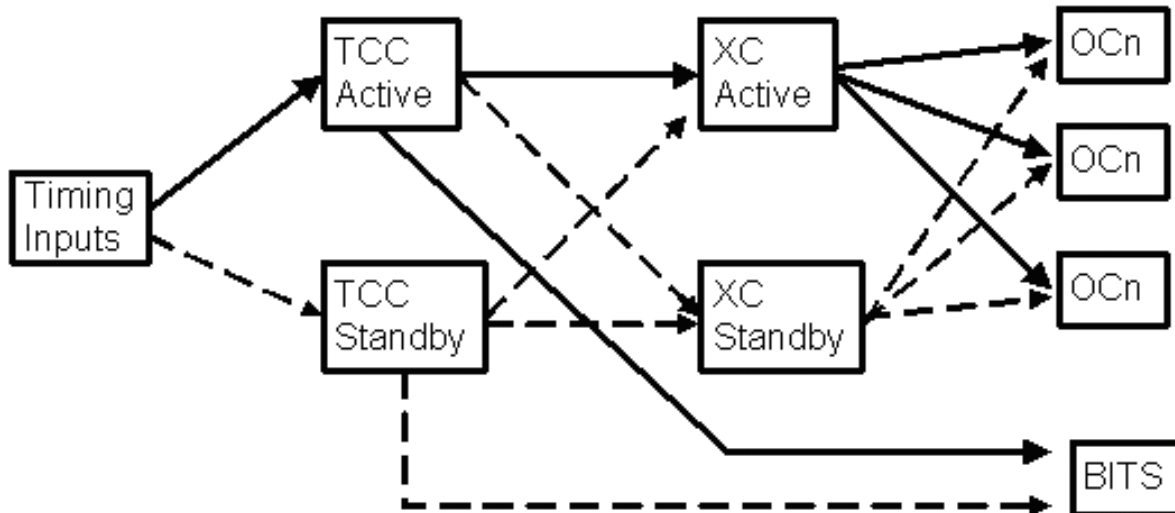 TCC
Active
XC
Active
OCn
OCn
Timing
Inputs
TCC
Standby
XC
Standby
OCn
BITS